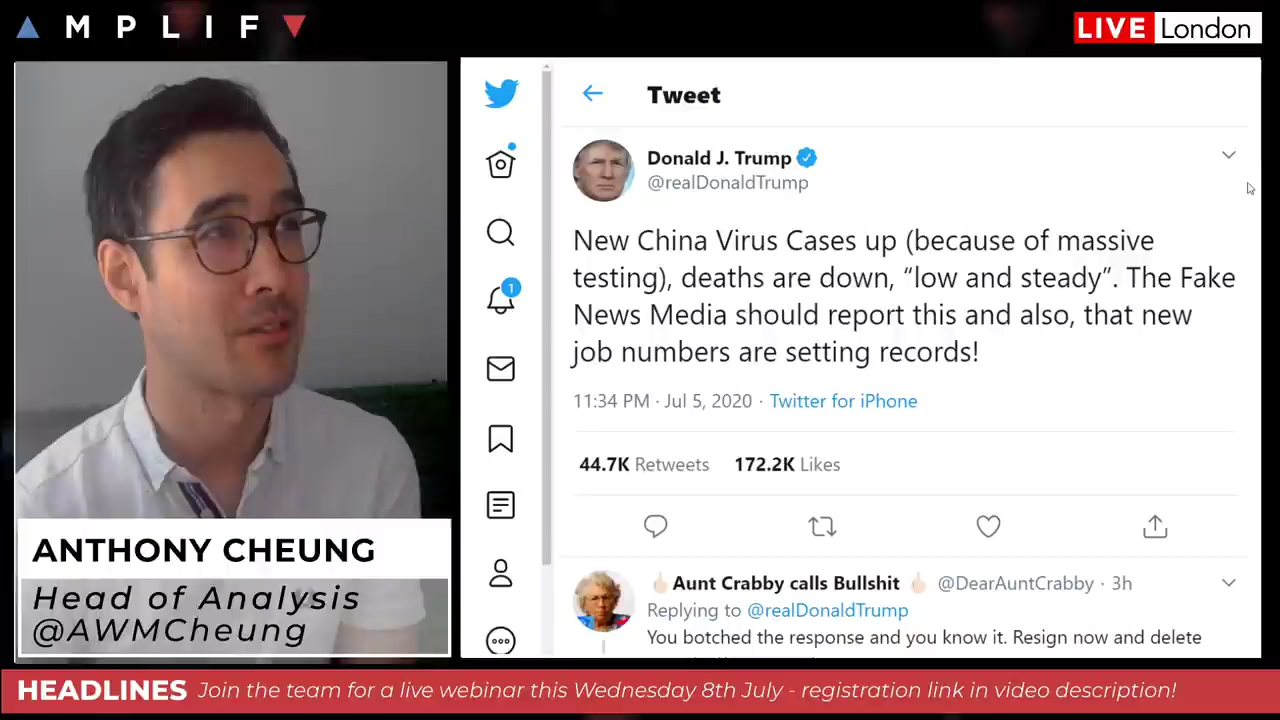 AMPLIFY
LIVE London
Tweet
Donald J. Trump
@realDonaldTrump
New China Virus Cases up (because of massive
testing), deaths are down, “low and steady”. The Fake
News Media should report this and also, that new
job numbers are setting records!
11:34 PM · Jul 5, 2020 · Twitter for iPhone
44.7K Retweets 172.2K Likes
1
Aunt Crabby calls Bullshit @DearAuntCrabby · 3h
Replying to @realDonaldTrump
You botched the response and you know it. Resign now and delete
ANTHONY CHEUNG
Head of Analysis
@AWMCheung
HEADLINES Join the team for a live webinar this Wednesday 8th July - registration link in video description!